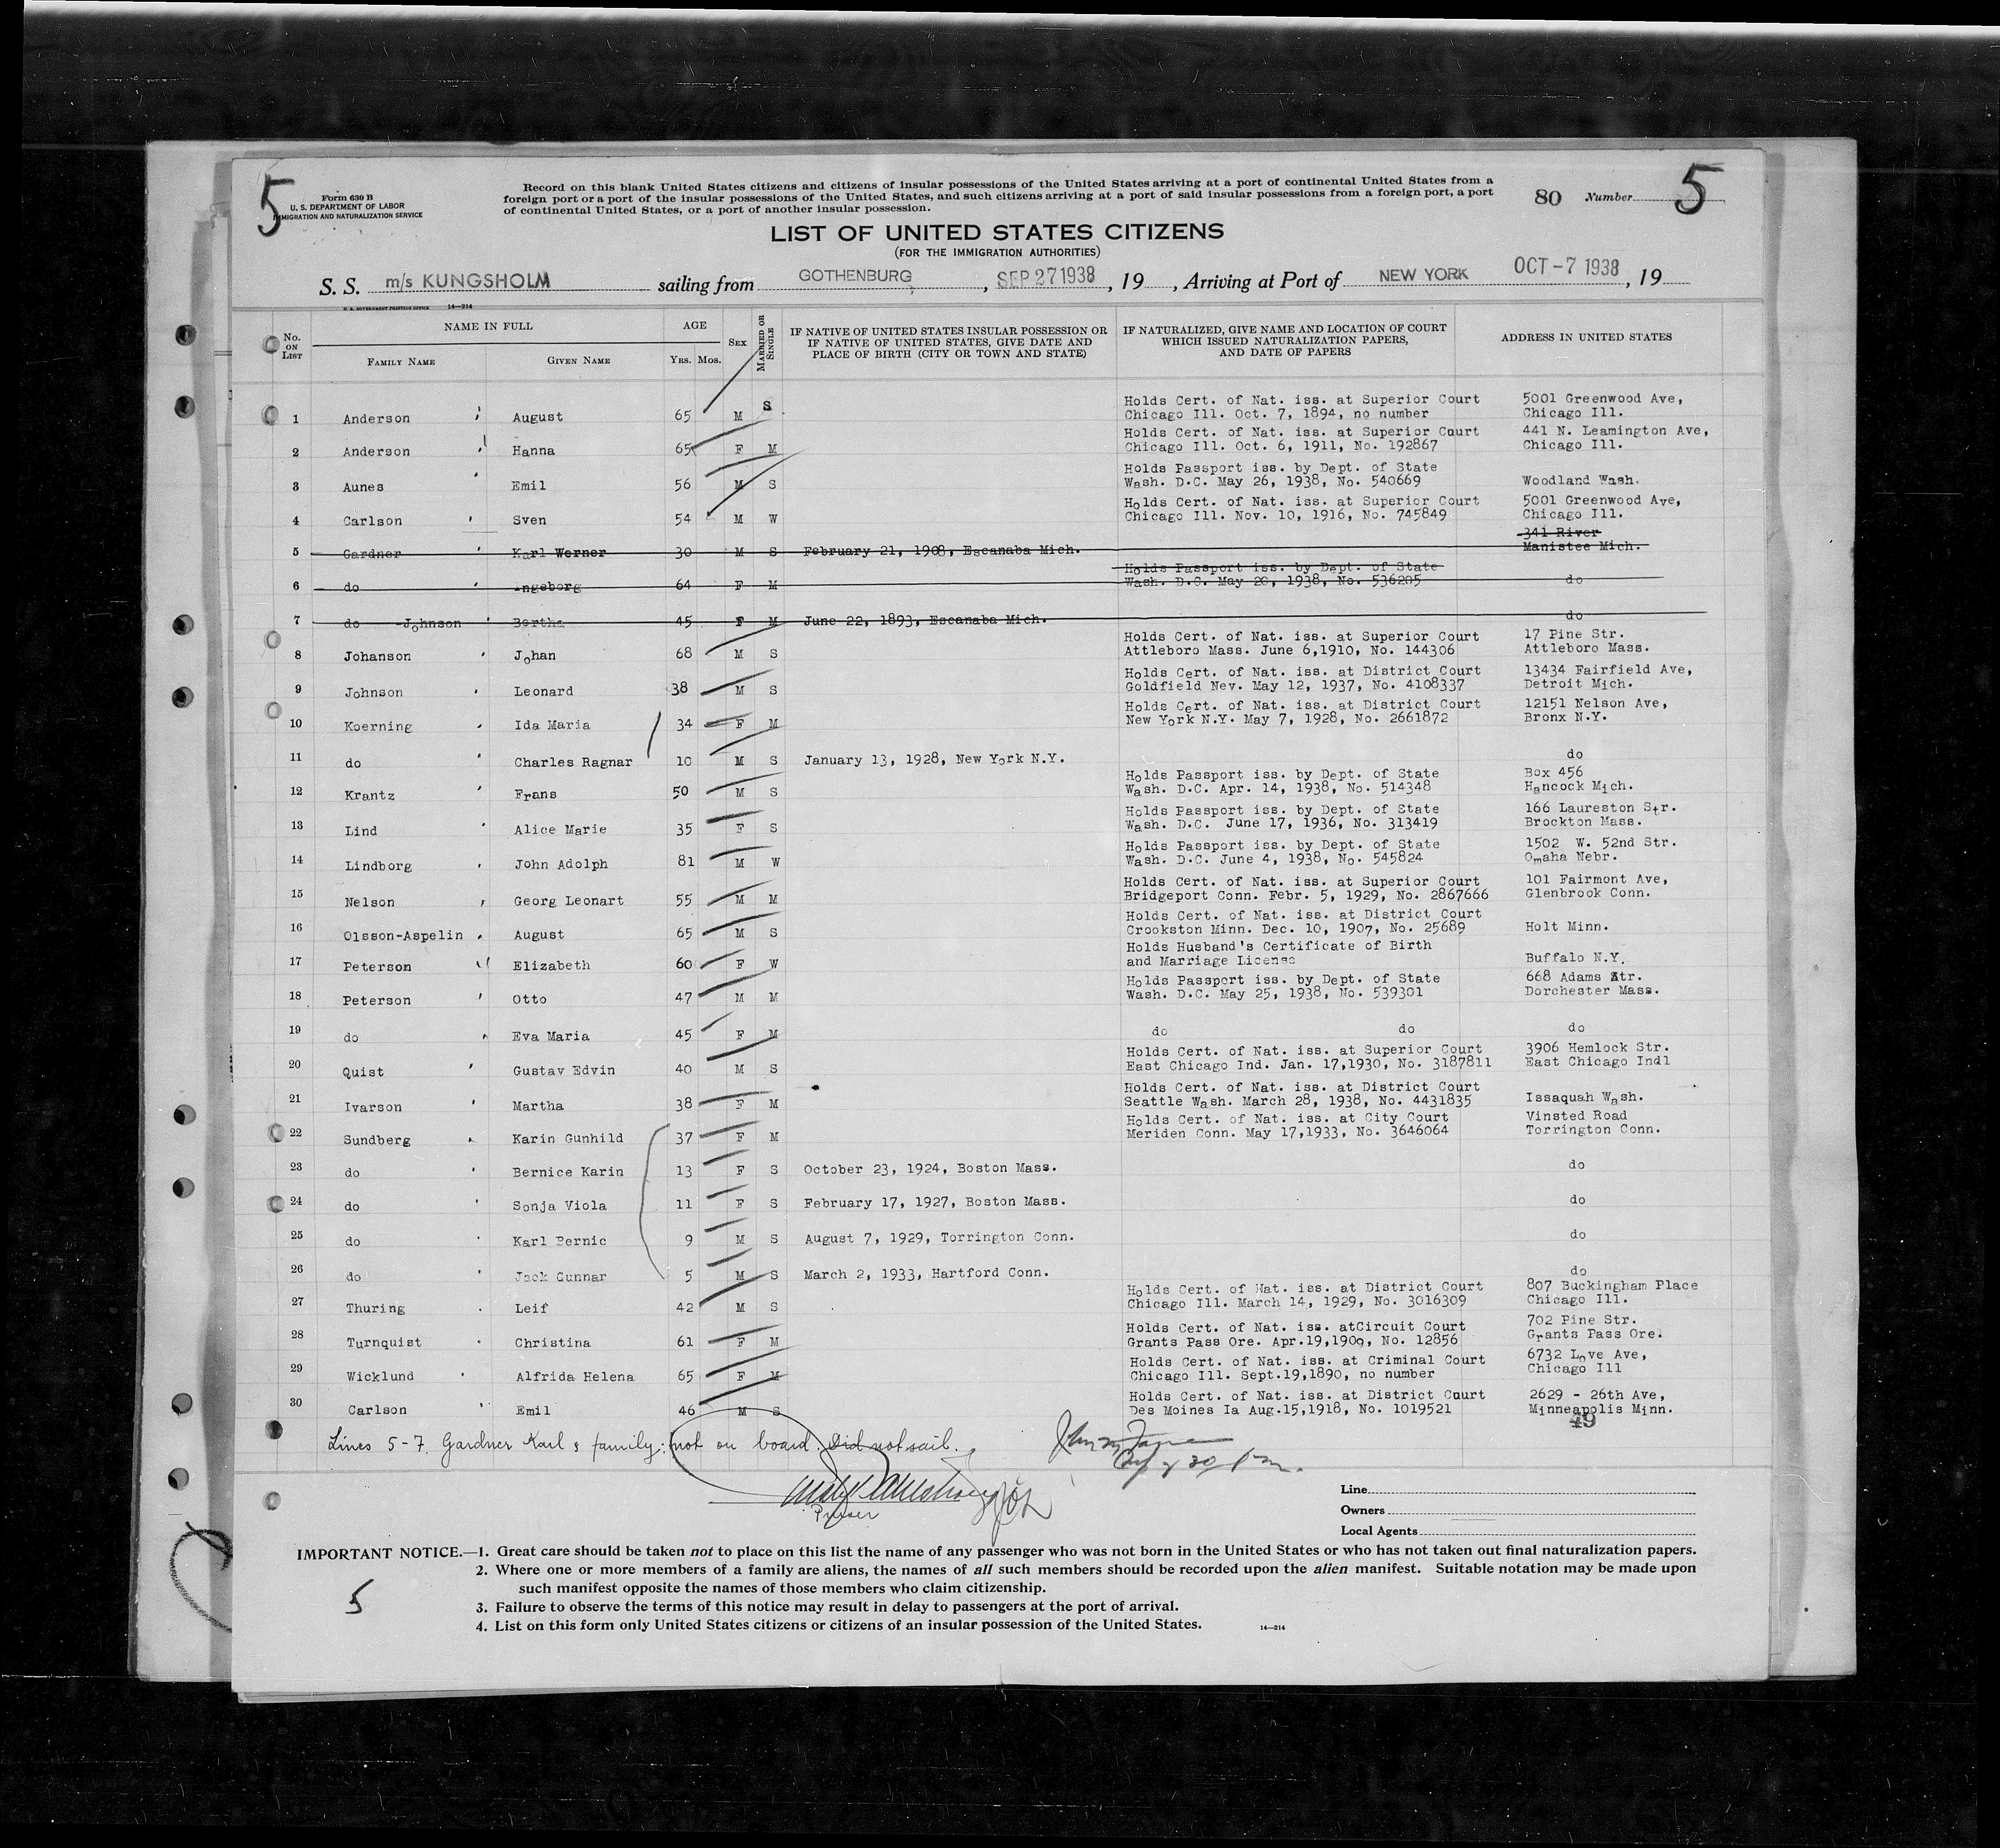 5
Form 630 B
U. S. DEPARTMENT OF LABOR
IMMIGRATION AND NATURALIZATION SERVICE
Record on this blank United States citizens and citizens of insular possessions of the United States arriving at a port of continental United States from a
foreign port or a port of the insular possessions of the United States, and such citizens arriving at a port of said insular possessions from a foreign port, a port
of continental United States, or a port of another insular possession.
80 Number 5
LIST OF UNITED STATES CITIZENS
(FOR THE IMMIGRATION AUTHORITIES)
S. S. m/s KUNGSHOLM sailing from GOTHENBURG, SEP 27 1938, 19 , Arriving at Port of NEW YORK OCT -7 1938, 19
U. S. GOVERNMENT PRINTING OFFICE 14—214
No. ON LIST NAME IN FULL AGE SEX MARRIED OR SINGLE IF NATIVE OF UNITED STATES INSULAR POSSESSION OR IF NATIVE OF UNITED STATES, GIVE DATE AND PLACE OF BIRTH (CITY OR TOWN AND STATE) IF NATURALIZED, GIVE NAME AND LOCATION OF COURT WHICH ISSUED NATURALIZATION PAPERS, AND DATE OF PAPERS ADDRESS IN UNITED STATES
FAMILY NAME GIVEN NAME YRS. MOS.
Holds Cert. of Nat. iss. at Superior Court 5001 Greenwood Ave,
1 Anderson August 65 M S Chicago Ill. Oct. 7, 1894, no number Chicago Ill.
Holds Cert. of Nat. iss. at Superior Court 441 N. Leamington Ave,
2 Anderson Hanna 65 F M Chicago Ill. Oct. 6, 1911, No. 192867 Chicago Ill.
Holds Passport iss. by Dept. of State
3 Aunes Emil 56 M S Wash. D.C. May 26, 1938, No. 540669 Woodland Wash.
Holds Cert. of Nat. iss. at Superior Court 5001 Greenwood Ave,
4 Carlson Sven 54 M W Chicago Ill. Nov. 10, 1916, No. 745849 Chicago Ill.
341 River
5 Gardner Karl Werner 30 M S February 21, 1908, Escanaba Mich. Manistee Mich.
Holds Passport iss. by Dept. of State
6 do Ingeborg 64 F M Wash. D.C. May 20, 1938, No. 536205 do
7 do -Johnson Bertha 45 F M June 22, 1893, Escanaba Mich. do
Holds Cert. of Nat. iss. at Superior Court 17 Pine Str.
8 Johanson Johan 68 M S Attleboro Mass. June 6,1910, No. 144306 Attleboro Mass.
Holds Cert. of Nat. iss. at District Court 13434 Fairfield Ave,
9 Johnson Leonard 38 M S Goldfield Nev. May 12, 1937, No. 4108337 Detroit Mich.
Holds Cert. of Nat. iss. at District Court 12151 Nelson Ave,
10 Koerning Ida Maria 34 F M New York N.Y. May 7, 1928, No. 2661872 Bronx N.Y.
11 do Charles Ragnar 10 M S January 13, 1928, New York N.Y. do
Holds Passport iss. by Dept. of State Box 456
12 Krantz Frans 50 M S Wash. D.C. Apr. 14, 1938, No. 514348 Hancock Mich.
Holds Passport iss. by Dept. of State 166 Laureston Str.
13 Lind Alice Marie 35 F S Wash. D.C. June 17, 1936, No. 313419 Brockton Mass.
Holds Passport iss. by Dept. of State 1502 W. 52nd Str.
14 Lindborg John Adolph 81 M W Wash. D.C. June 4, 1938, No. 545824 Omaha Nebr.
Holds Cert. of Nat. iss. at Superior Court 101 Fairmont Ave,
15 Nelson Georg Leonart 55 M M Bridgeport Conn. Febr. 5, 1929, No. 2867666 Glenbrook Conn.
Holds Cert. of Nat. iss. at District Court
16 Olsson-Aspelin August 65 M S Crookston Minn. Dec. 10, 1907, No. 25689 Holt Minn.
Holds Husband's Certificate of Birth
17 Peterson Elizabeth 60 F W and Marriage License Buffalo N.Y.
Holds Passport iss. by Dept. of State 668 Adams Str.
18 Peterson Otto 47 M M Wash. D.C. May 25, 1938, No. 539301 Dorchester Mass.
19 do Eva Maria 45 F M do do do
Holds Cert. of Nat. iss. at Superior Court 3906 Hemlock Str.
20 Quist Gustav Edvin 40 M S East Chicago Ind. Jan. 17,1930, No. 3187811 East Chicago Ind1
Holds Cert. of Nat. iss. at District Court
21 Ivarson Martha 38 F M Seattle Wash. March 28, 1938, No. 4431835 Issaquah Wash.
Holds Cert. of Nat. iss. at City Court Vinsted Road
22 Sundberg Karin Gunhild 37 F M Meriden Conn. May 17,1933, No. 3646064 Torrington Conn.
23 do Bernice Karin 13 F S October 23, 1924, Boston Mass. do
24 do Sonja Viola 11 F S February 17, 1927, Boston Mass. do
25 do Karl Bernic 9 M S August 7, 1929, Torrington Conn. do
26 do Jack Gunnar 5 M S March 2, 1933, Hartford Conn. do
Holds Cert. of Nat. iss. at District Court 807 Buckingham Place
27 Thuring Leif 42 M S Chicago Ill. March 14, 1929, No. 3016309 Chicago Ill.
Holds Cert. of Nat. iss. atCircuit Court 702 Pine Str.
28 Turnquist Christina 61 F M Grants Pass Ore. Apr.19,1909, No. 12856 Grants Pass Ore.
Holds Cert. of Nat. iss. at Criminal Court 6732 Love Ave,
29 Wicklund Alfrida Helena 65 F M Chicago Ill. Sept.19,1890, no number Chicago Ill
Holds Cert. of Nat. iss. at District Court 2629 - 26th Ave,
30 Carlson Emil 46 M S Des Moines Ia Aug.15,1918, No. 1019521 Minneapolis Minn.
49
Lines 5-7. Gardner Karl & family: not on board. Did not sail.
Purser
Line
Owners
Local Agents
IMPORTANT NOTICE.—1. Great care should be taken not to place on this list the name of any passenger who was not born in the United States or who has not taken out final naturalization papers.
2. Where one or more members of a family are aliens, the names of all such members should be recorded upon the alien manifest. Suitable notation may be made upon
such manifest opposite the names of those members who claim citizenship.
5
3. Failure to observe the terms of this notice may result in delay to passengers at the port of arrival.
4. List on this form only United States citizens or citizens of an insular possession of the United States.
14—214